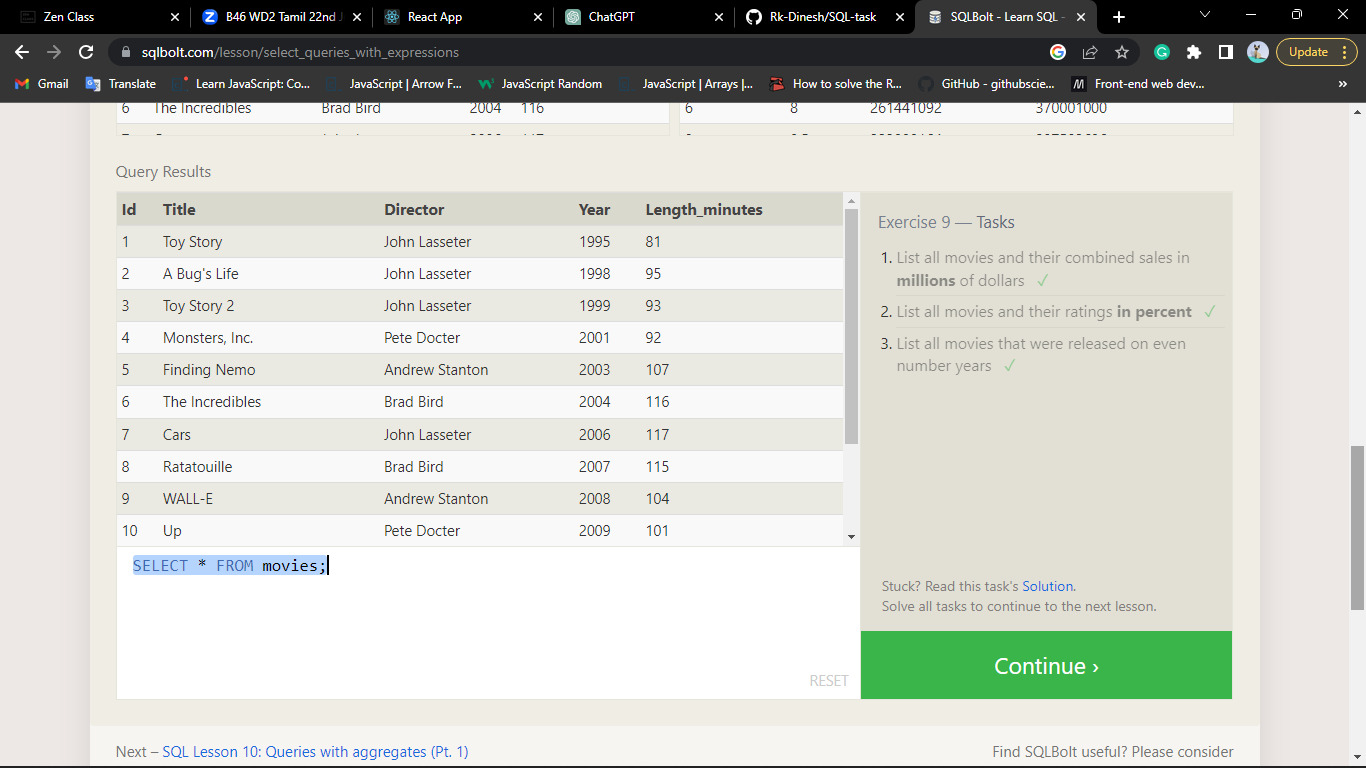 Zen Class
B46 WD2 Tamil 22nd J
React App
ChatGPT
Rk-Dinesh/SQL-task
SQLBolt - Learn SQL -
sqlbolt.com/lesson/select_queries_with_expressions
Update
Gmail
Translate
Learn JavaScript: Co...
JavaScript | Arrow F...
JavaScript Random
JavaScript | Arrays |...
How to solve the R...
GitHub - githubscie...
Front-end web dev...
»
6 The Incredibles Brad Bird 2004 116
6 8 261441092 370001000
Query Results
Id Title Director Year Length_minutes
1 Toy Story John Lasseter 1995 81
2 A Bug's Life John Lasseter 1998 95
3 Toy Story 2 John Lasseter 1999 93
4 Monsters, Inc. Pete Docter 2001 92
5 Finding Nemo Andrew Stanton 2003 107
6 The Incredibles Brad Bird 2004 116
7 Cars John Lasseter 2006 117
8 Ratatouille Brad Bird 2007 115
9 WALL-E Andrew Stanton 2008 104
10 Up Pete Docter 2009 101
SELECT * FROM movies;
RESET
Exercise 9 — Tasks
1. List all movies and their combined sales in
millions of dollars ✓
2. List all movies and their ratings in percent ✓
3. List all movies that were released on even
number years ✓
Stuck? Read this task's Solution.
Solve all tasks to continue to the next lesson.
Continue ›
Next – SQL Lesson 10: Queries with aggregates (Pt. 1)
Find SQLBolt useful? Please consider